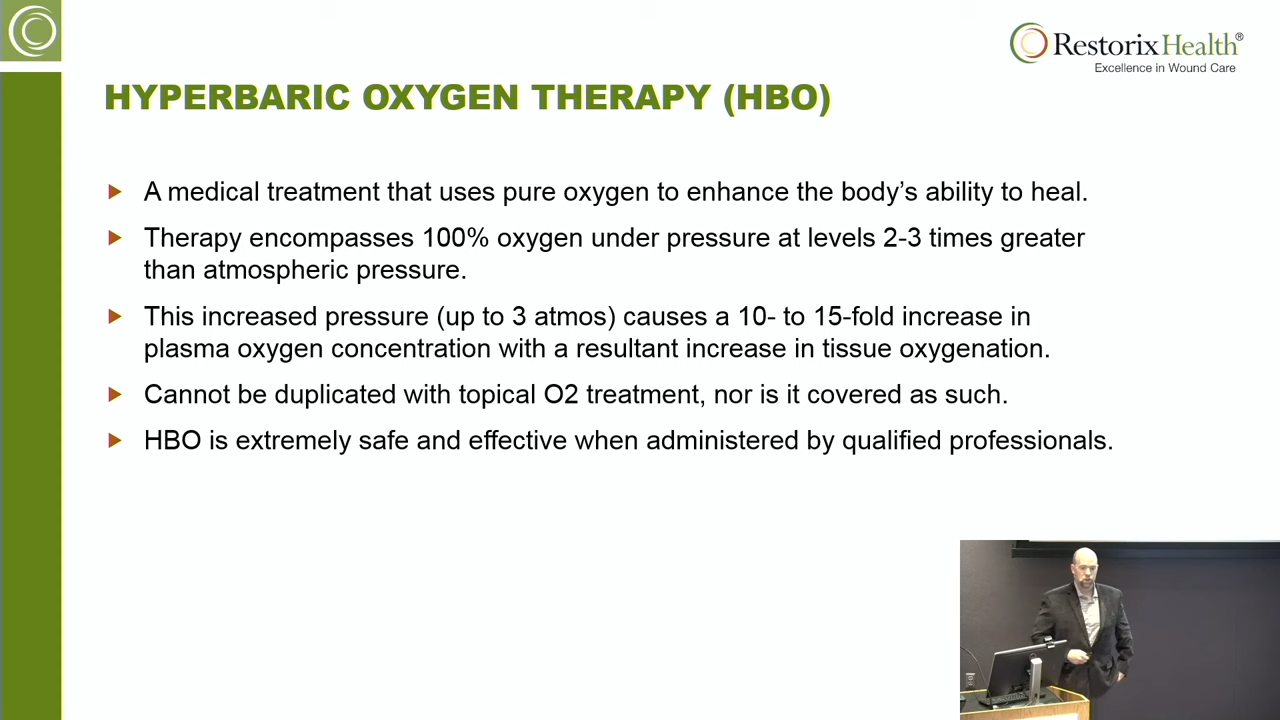 RestorixHealth®
Excellence in Wound Care
HYPERBARIC OXYGEN THERAPY (HBO)
A medical treatment that uses pure oxygen to enhance the body’s ability to heal.
Therapy encompasses 100% oxygen under pressure at levels 2-3 times greater
than atmospheric pressure.
This increased pressure (up to 3 atmos) causes a 10- to 15-fold increase in
plasma oxygen concentration with a resultant increase in tissue oxygenation.
Cannot be duplicated with topical O2 treatment, nor is it covered as such.
HBO is extremely safe and effective when administered by qualified professionals.